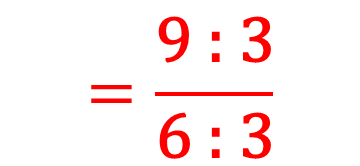 = 9 : 3
6 : 3